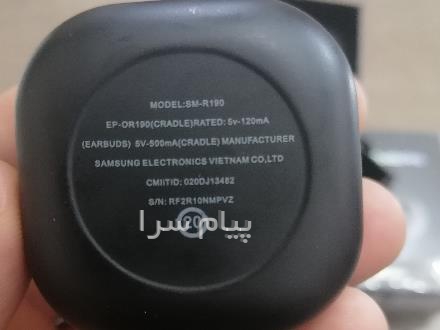 MODEL:SM-R190
EP-OR190(CRADLE)RATED: 5v-120mA
(EARBUDS) 5V-500mA(CRADLE) MANUFACTURER
SAMSUNG ELECTRONICS VIETNAM CO,LTD
CMIITID: 020DJ13482
S/N: RF2R10NMPVZ
پیام سرا
20